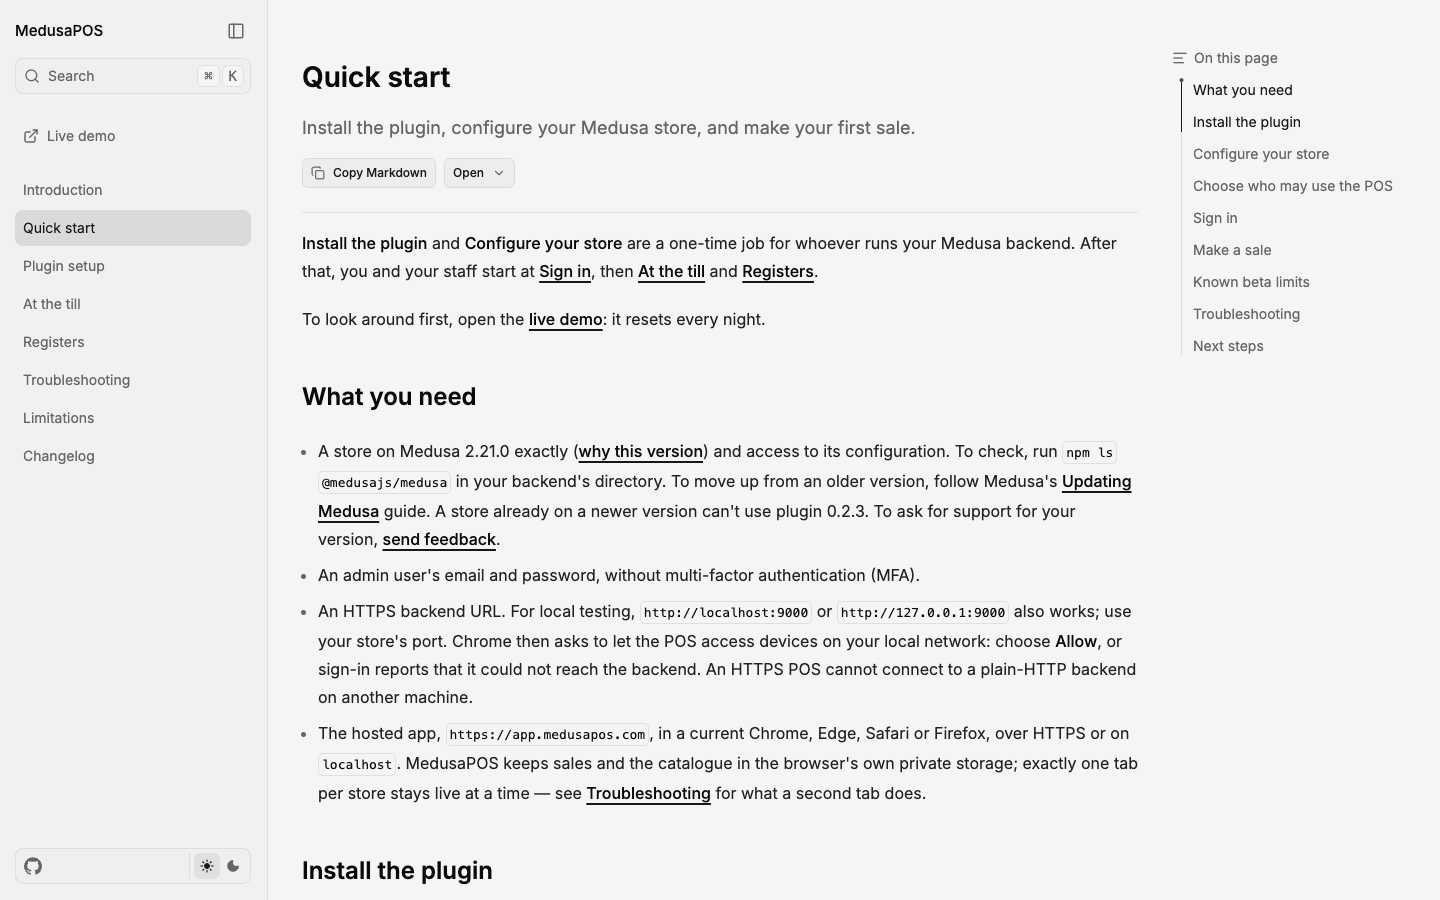 MedusaPOS
Search
⌘ K
Live demo
Introduction
Quick start
Plugin setup
At the till
Registers
Troubleshooting
Limitations
Changelog
Quick start
Install the plugin, configure your Medusa store, and make your first sale.
Copy Markdown
Open
Install the plugin and Configure your store are a one-time job for whoever runs your Medusa backend. After
that, you and your staff start at Sign in, then At the till and Registers.
To look around first, open the live demo: it resets every night.
What you need
A store on Medusa 2.21.0 exactly (why this version) and access to its configuration. To check, run npm ls
@medusajs/medusa in your backend's directory. To move up from an older version, follow Medusa's Updating
Medusa guide. A store already on a newer version can't use plugin 0.2.3. To ask for support for your
version, send feedback.
An admin user's email and password, without multi-factor authentication (MFA).
An HTTPS backend URL. For local testing, http://localhost:9000 or http://127.0.0.1:9000 also works; use
your store's port. Chrome then asks to let the POS access devices on your local network: choose Allow, or
sign-in reports that it could not reach the backend. An HTTPS POS cannot connect to a plain-HTTP backend
on another machine.
The hosted app, https://app.medusapos.com, in a current Chrome, Edge, Safari or Firefox, over HTTPS or on
localhost. MedusaPOS keeps sales and the catalogue in the browser's own private storage; exactly one tab
per store stays live at a time — see Troubleshooting for what a second tab does.
Install the plugin
On this page
What you need
Install the plugin
Configure your store
Choose who may use the POS
Sign in
Make a sale
Known beta limits
Troubleshooting
Next steps